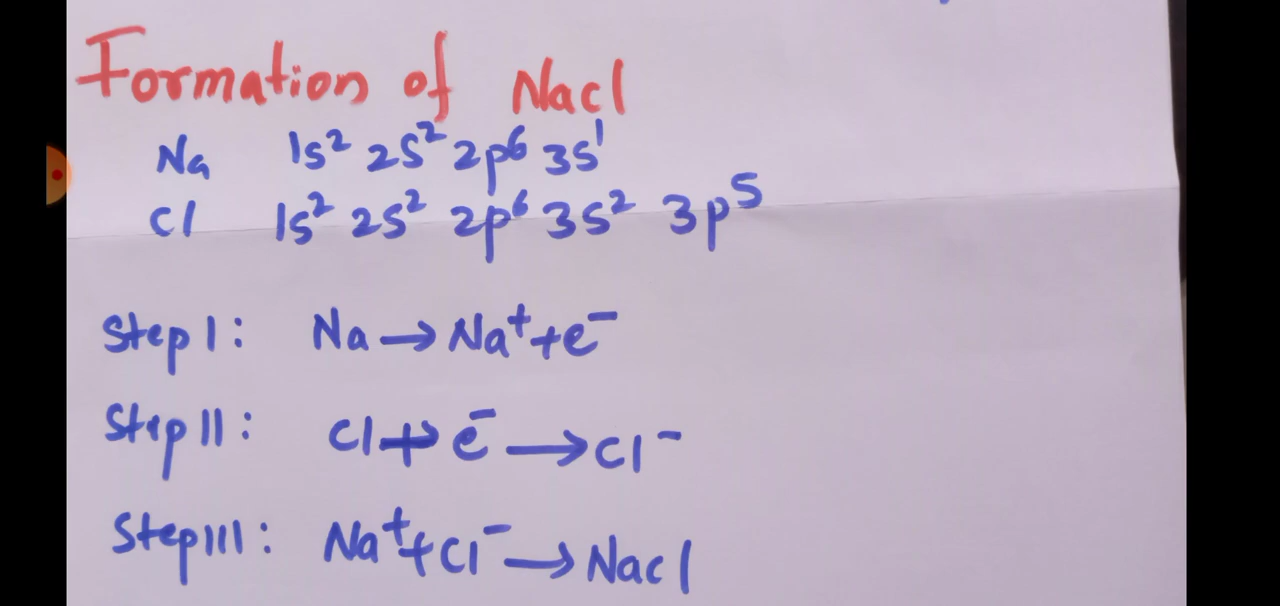 Formation of Nacl
Na 1s² 2s² 2p⁶ 3s¹
Cl 1s² 2s² 2p⁶ 3s² 3p⁵
Step I: Na → Na⁺ + e⁻
Step II: Cl + e⁻ → Cl⁻
Step III: Na⁺ + Cl⁻ → Nacl